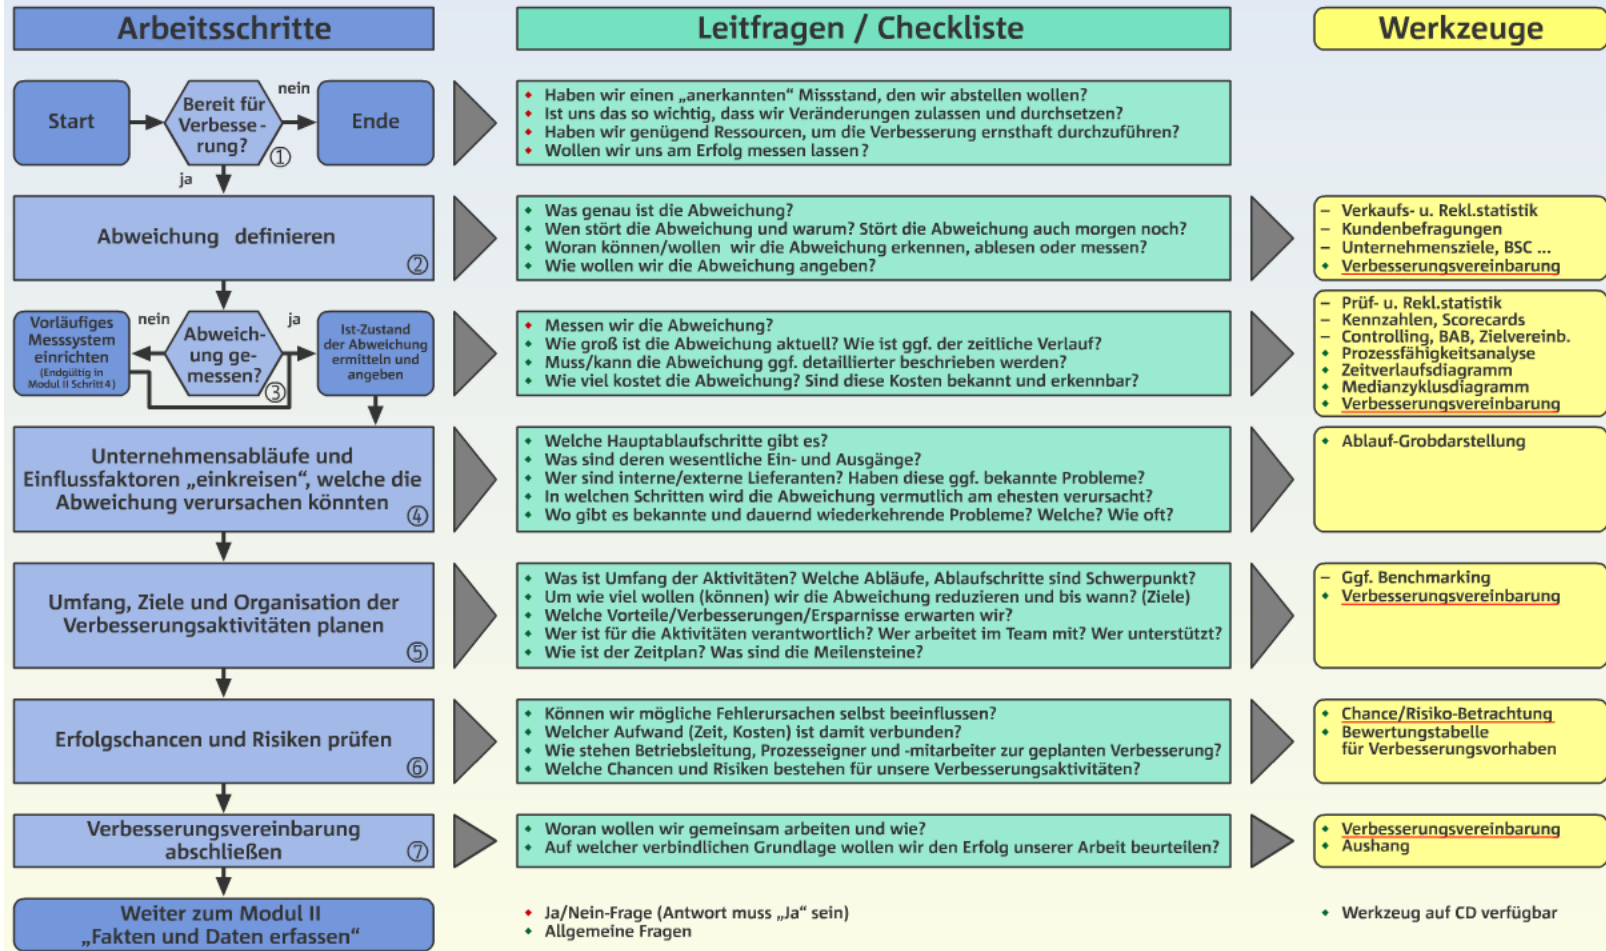 Arbeitsschritte
Leitfragen / Checkliste
Werkzeuge
Start
Bereit für
Verbesse -
rung?
①
nein
Ende
ja
Haben wir einen „anerkannten“ Missstand, den wir abstellen wollen?
Ist uns das so wichtig, dass wir Veränderungen zulassen und durchsetzen?
Haben wir genügend Ressourcen, um die Verbesserung ernsthaft durchzuführen?
Wollen wir uns am Erfolg messen lassen?
Abweichung definieren
②
Was genau ist die Abweichung?
Wen stört die Abweichung und warum? Stört die Abweichung auch morgen noch?
Woran können/wollen wir die Abweichung erkennen, ablesen oder messen?
Wie wollen wir die Abweichung angeben?
– Verkaufs- u. Rekl.statistik
– Kundenbefragungen
– Unternehmensziele, BSC ...
Verbesserungsvereinbarung
Vorläufiges
Messsystem
einrichten
(Endgültig in
Modul II Schritt 4)
nein
Abweich-
ung ge-
messen?
③
ja
Ist-Zustand
der Abweichung
ermitteln und
angeben
Messen wir die Abweichung?
Wie groß ist die Abweichung aktuell? Wie ist ggf. der zeitliche Verlauf?
Muss/kann die Abweichung ggf. detaillierter beschrieben werden?
Wie viel kostet die Abweichung? Sind diese Kosten bekannt und erkennbar?
– Prüf- u. Rekl.statistik
– Kennzahlen, Scorecards
– Controlling, BAB, Zielvereinb.
Prozessfähigkeitsanalyse
Zeitverlaufsdiagramm
Medianzyklusdiagramm
Verbesserungsvereinbarung
Unternehmensabläufe und
Einflussfaktoren „einkreisen“, welche die
Abweichung verursachen könnten
④
Welche Hauptablaufschritte gibt es?
Was sind deren wesentliche Ein- und Ausgänge?
Wer sind interne/externe Lieferanten? Haben diese ggf. bekannte Probleme?
In welchen Schritten wird die Abweichung vermutlich am ehesten verursacht?
Wo gibt es bekannte und dauernd wiederkehrende Probleme? Welche? Wie oft?
Ablauf-Grobdarstellung
Umfang, Ziele und Organisation der
Verbesserungsaktivitäten planen
⑤
Was ist Umfang der Aktivitäten? Welche Abläufe, Ablaufschritte sind Schwerpunkt?
Um wie viel wollen (können) wir die Abweichung reduzieren und bis wann? (Ziele)
Welche Vorteile/Verbesserungen/Ersparnisse erwarten wir?
Wer ist für die Aktivitäten verantwortlich? Wer arbeitet im Team mit? Wer unterstützt?
Wie ist der Zeitplan? Was sind die Meilensteine?
– Ggf. Benchmarking
Verbesserungsvereinbarung
Erfolgschancen und Risiken prüfen
⑥
Können wir mögliche Fehlerursachen selbst beeinflussen?
Welcher Aufwand (Zeit, Kosten) ist damit verbunden?
Wie stehen Betriebsleitung, Prozesseigner und -mitarbeiter zur geplanten Verbesserung?
Welche Chancen und Risiken bestehen für unsere Verbesserungsaktivitäten?
Chance/Risiko-Betrachtung
Bewertungstabelle
für Verbesserungsvorhaben
Verbesserungsvereinbarung
abschließen
⑦
Woran wollen wir gemeinsam arbeiten und wie?
Auf welcher verbindlichen Grundlage wollen wir den Erfolg unserer Arbeit beurteilen?
Verbesserungsvereinbarung
Aushang
Weiter zum Modul II
„Fakten und Daten erfassen“
Ja/Nein-Frage (Antwort muss „Ja“ sein)
Allgemeine Fragen
Werkzeug auf CD verfügbar